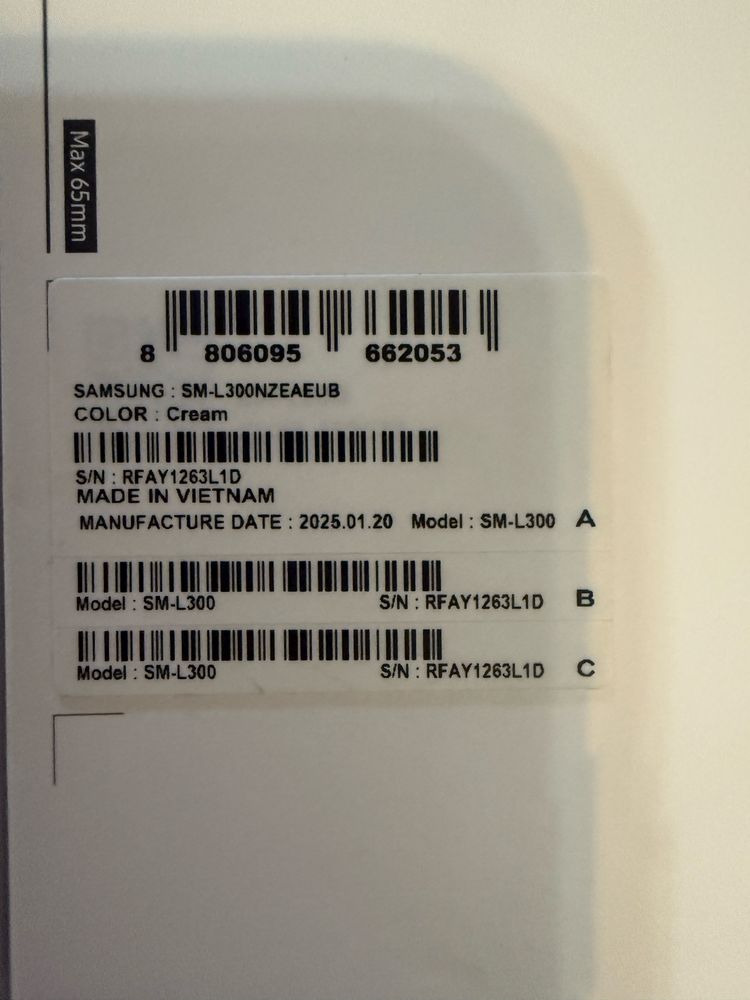 Max 65mm
8 806095 662053
SAMSUNG : SM-L300NZEAEUB
COLOR : Cream
S/N : RFAY1263L1D
MADE IN VIETNAM
MANUFACTURE DATE : 2025.01.20 Model : SM-L300 A
Model : SM-L300 S/N : RFAY1263L1D B
Model : SM-L300 S/N : RFAY1263L1D C